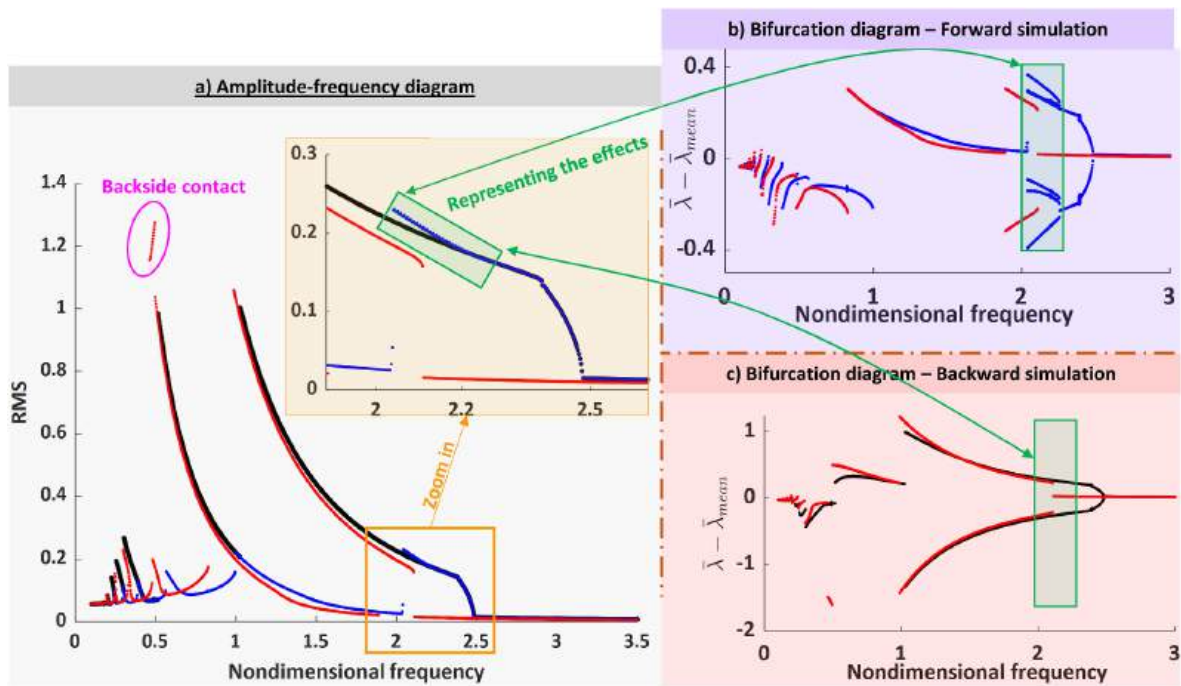 a) Amplitude-frequency diagram
Backside contact
RMS
1.4
1.2
1
0.8
0.6
0.4
0.2
0
0 0.5 1 1.5 2 2.5 3 3.5
Nondimensional frequency
0.3
0.2
0.1
0
2 2.2 2.5
Zoom in
Representing the effects
b) Bifurcation diagram – Forward simulation
λ̄ − λ̄mean
0.4
0
-0.4
0 1 2 3
Nondimensional frequency
c) Bifurcation diagram – Backward simulation
λ̄ − λ̄mean
1
0
-1
-2
0 1 2 3
Nondimensional frequency